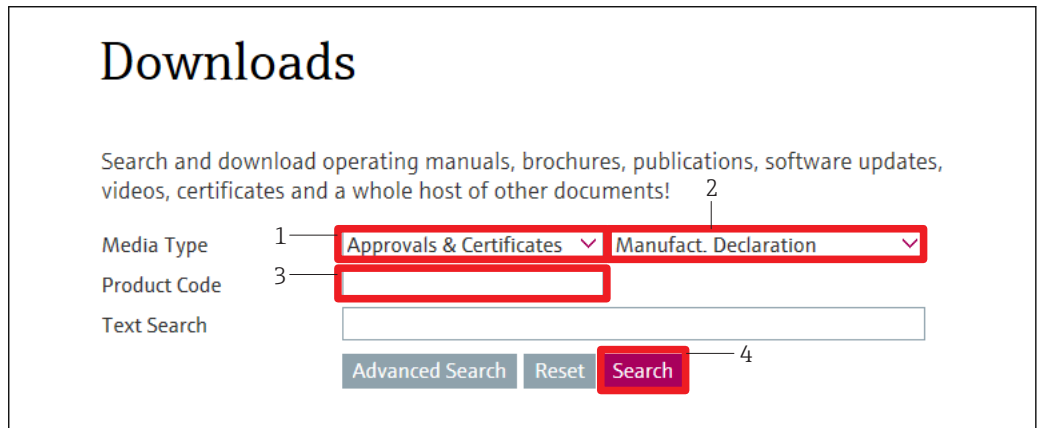 Downloads
Search and download operating manuals, brochures, publications, software updates,
videos, certificates and a whole host of other documents!
2
Media Type 1 Approvals & Certificates Manufact. Declaration
Product Code 3
Text Search
4
Advanced Search Reset Search